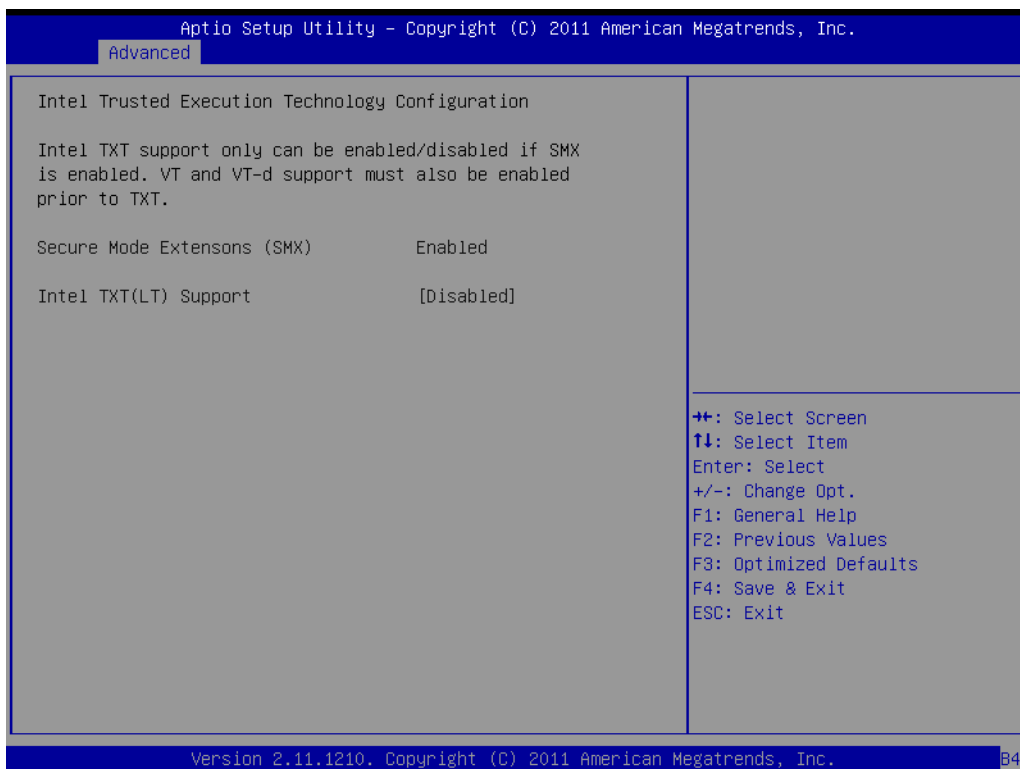 Aptio Setup Utility – Copyright (C) 2011 American Megatrends, Inc.
Advanced
Intel Trusted Execution Technology Configuration
Intel TXT support only can be enabled/disabled if SMX
is enabled. VT and VT-d support must also be enabled
prior to TXT.
Secure Mode Extensons (SMX) Enabled
Intel TXT(LT) Support [Disabled]
→←: Select Screen
↑↓: Select Item
Enter: Select
+/-: Change Opt.
F1: General Help
F2: Previous Values
F3: Optimized Defaults
F4: Save & Exit
ESC: Exit
Version 2.11.1210. Copyright (C) 2011 American Megatrends, Inc.
B4